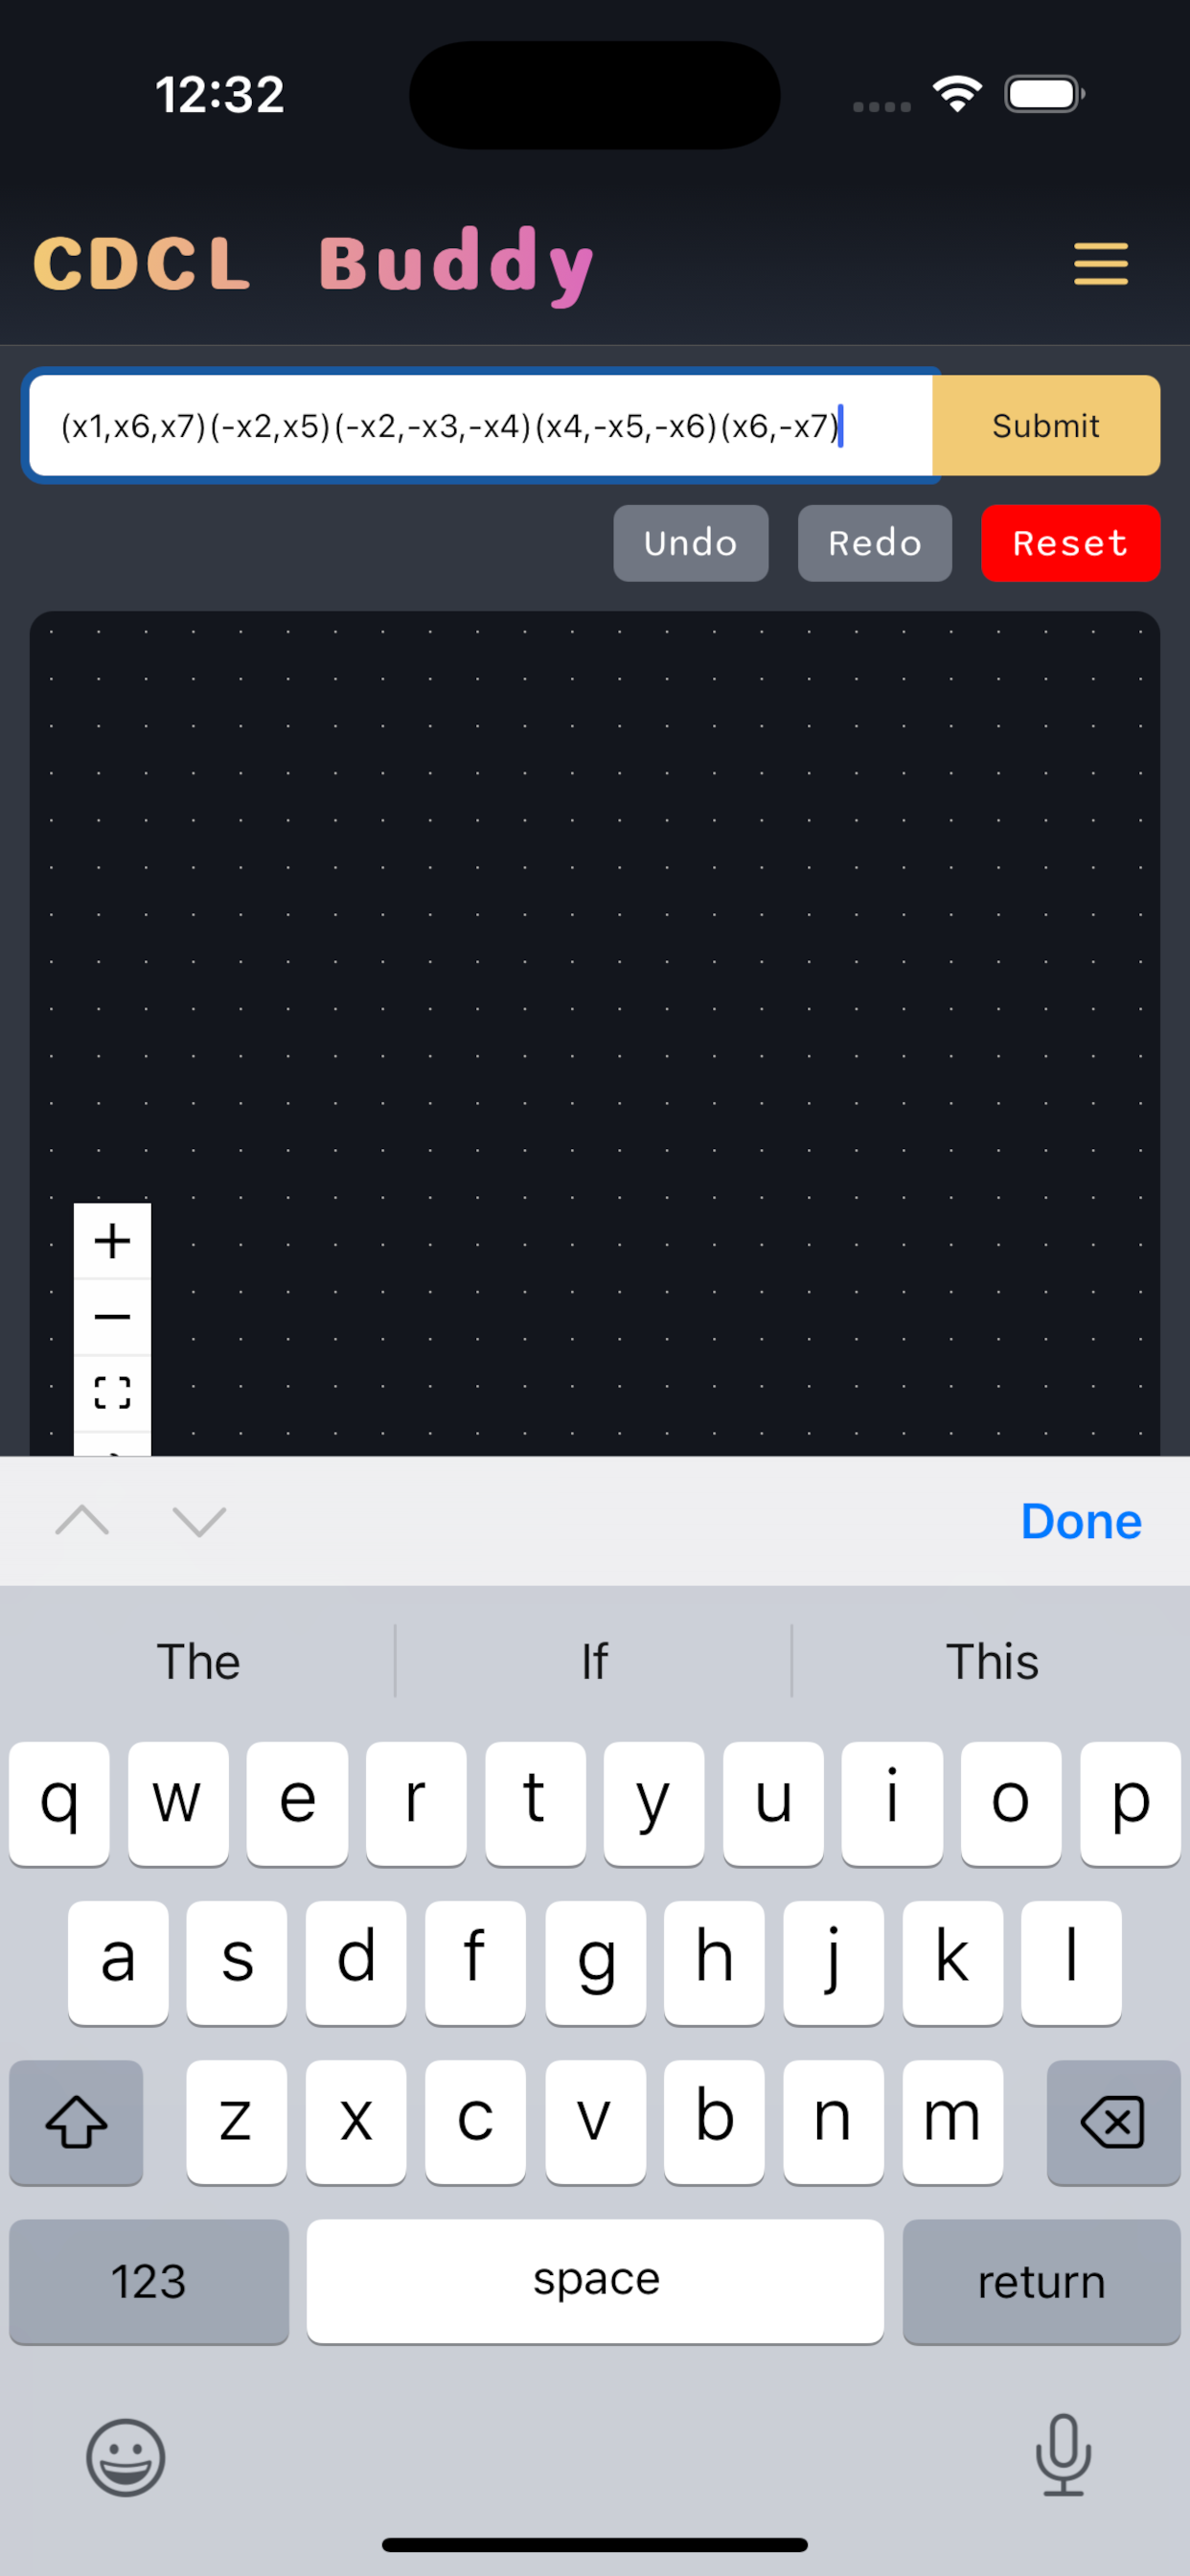 12:32
CDCL Buddy
(x1,x6,x7)(-x2,x5)(-x2,-x3,-x4)(x4,-x5,-x6)(x6,-x7)
Submit
Undo Redo Reset
Done
The If This
q w e r t y u i o p
a s d f g h j k l
z x c v b n m
123 space return